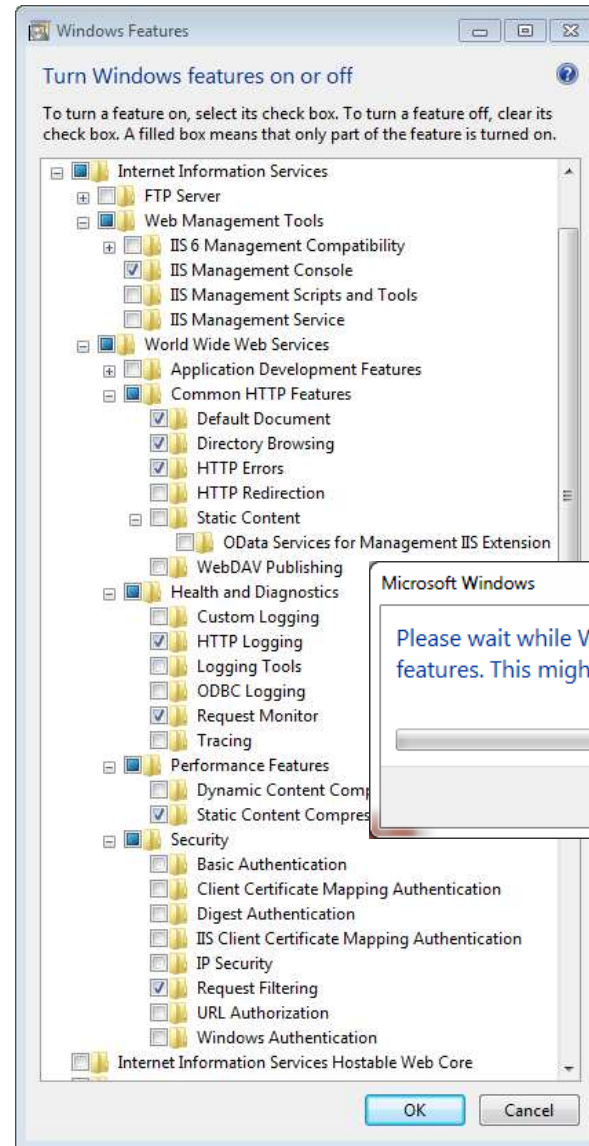 Windows Features
Turn Windows features on or off
To turn a feature on, select its check box. To turn a feature off, clear its
check box. A filled box means that only part of the feature is turned on.
Internet Information Services
FTP Server
Web Management Tools
IIS 6 Management Compatibility
IIS Management Console
IIS Management Scripts and Tools
IIS Management Service
World Wide Web Services
Application Development Features
Common HTTP Features
Default Document
Directory Browsing
HTTP Errors
HTTP Redirection
Static Content
OData Services for Management IIS Extension
WebDAV Publishing
Health and Diagnostics
Custom Logging
HTTP Logging
Logging Tools
ODBC Logging
Request Monitor
Tracing
Performance Features
Dynamic Content
Static Content
Security
Basic Authentication
Client Certificate Mapping Authentication
Digest Authentication
IIS Client Certificate Mapping Authentication
IP Security
Request Filtering
URL Authorization
Windows Authentication
Internet Information Services Hostable Web Core
OK Cancel
Microsoft Windows
Please wait while
features. This